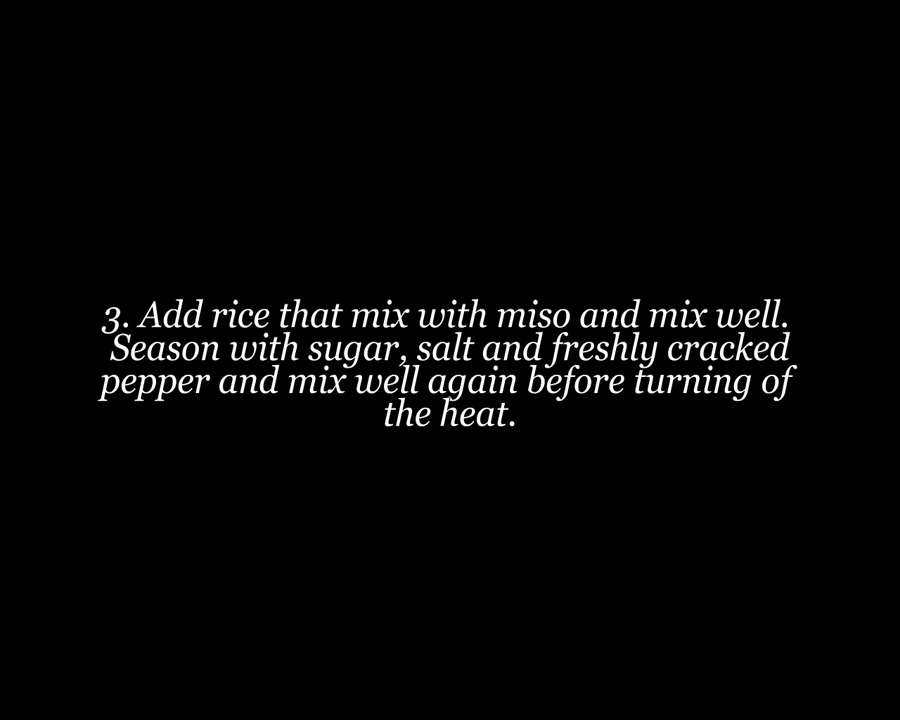 3. Add rice that mix with miso and mix well.
Season with sugar, salt and freshly cracked
pepper and mix well again before turning of
the heat.